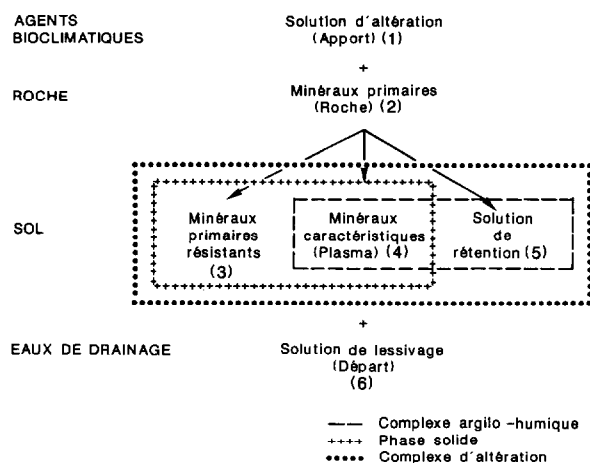 AGENTS
BIOCLIMATIQUES
Solution d'altération
(Apport) (1)
+
ROCHE
Minéraux primaires
(Roche) (2)
SOL
Minéraux
primaires
résistants
(3)
Minéraux
caractéristiques
(Plasma) (4)
Solution
de
rétention (5)
+
EAUX DE DRAINAGE
Solution de lessivage
(Départ)
(6)
Complexe argilo-humique
Phase solide
Complexe d'altération